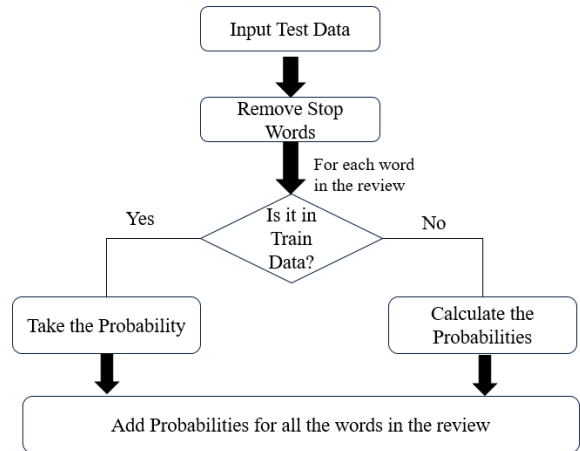 Input Test Data
Remove Stop
Words
For each word
in the review
Is it in
Train
Data?
Yes
No
Take the Probability
Calculate the
Probabilities
Add Probabilities for all the words in the review